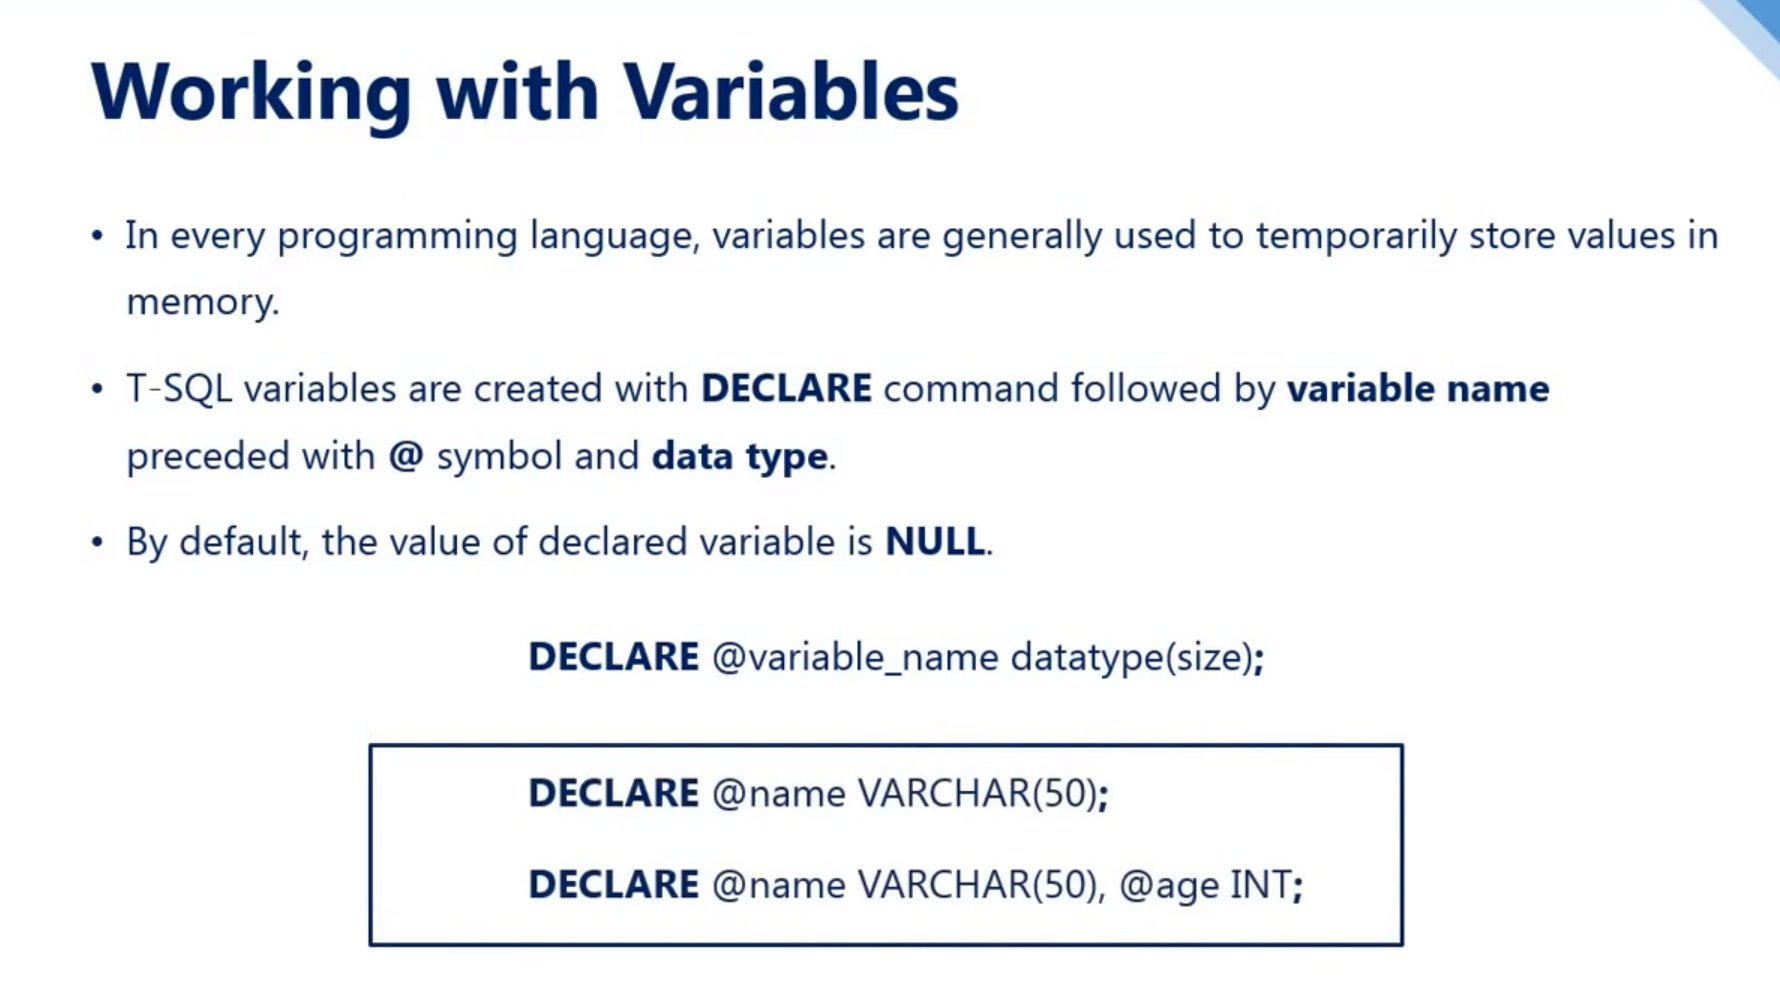 Working with Variables
• In every programming language, variables are generally used to temporarily store values in
memory.
• T-SQL variables are created with DECLARE command followed by variable name
preceded with @ symbol and data type.
• By default, the value of declared variable is NULL.
DECLARE @variable_name datatype(size);
DECLARE @name VARCHAR(50);
DECLARE @name VARCHAR(50), @age INT;